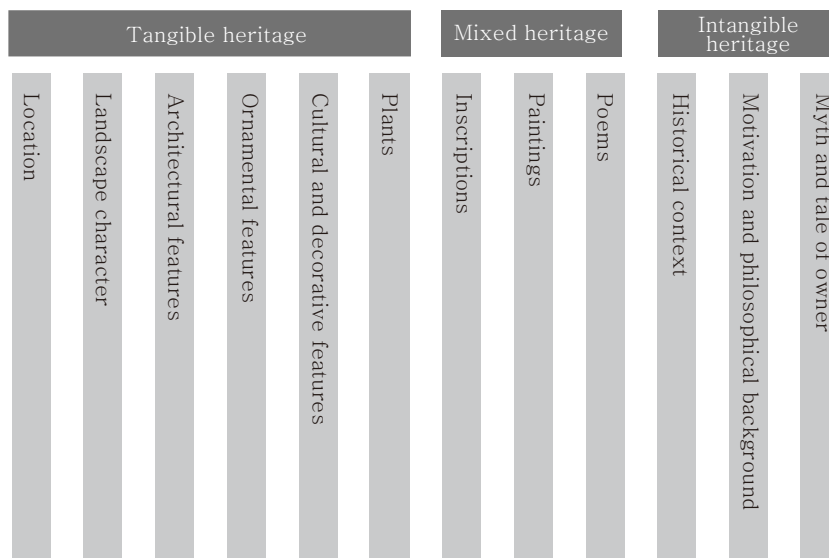 Tangible heritage
Mixed heritage
Intangible
heritage
Location
Landscape character
Architectural features
Ornamental features
Cultural and decorative features
Plants
Inscriptions
Paintings
Poems
Historical context
Motivation and philosophical background
Myth and tale of owner